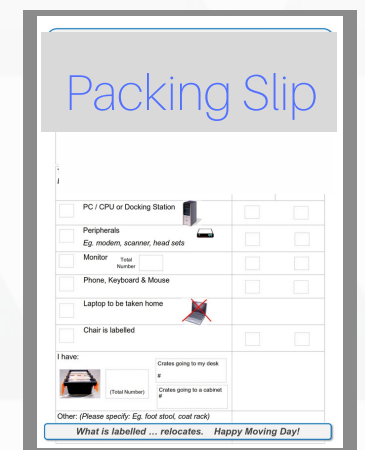 Packing Slip
PC / CPU or Docking Station
Peripherals
Eg. modem, scanner, head sets
Monitor Total
Number
Phone, Keyboard & Mouse
Laptop to be taken home
Chair is labelled
I have:
Crates going to my desk
#
(Total Number)
Crates going to a cabinet
#
Other: (Please specify: Eg. foot stool, coat rack)
What is labelled ... relocates. Happy Moving Day!